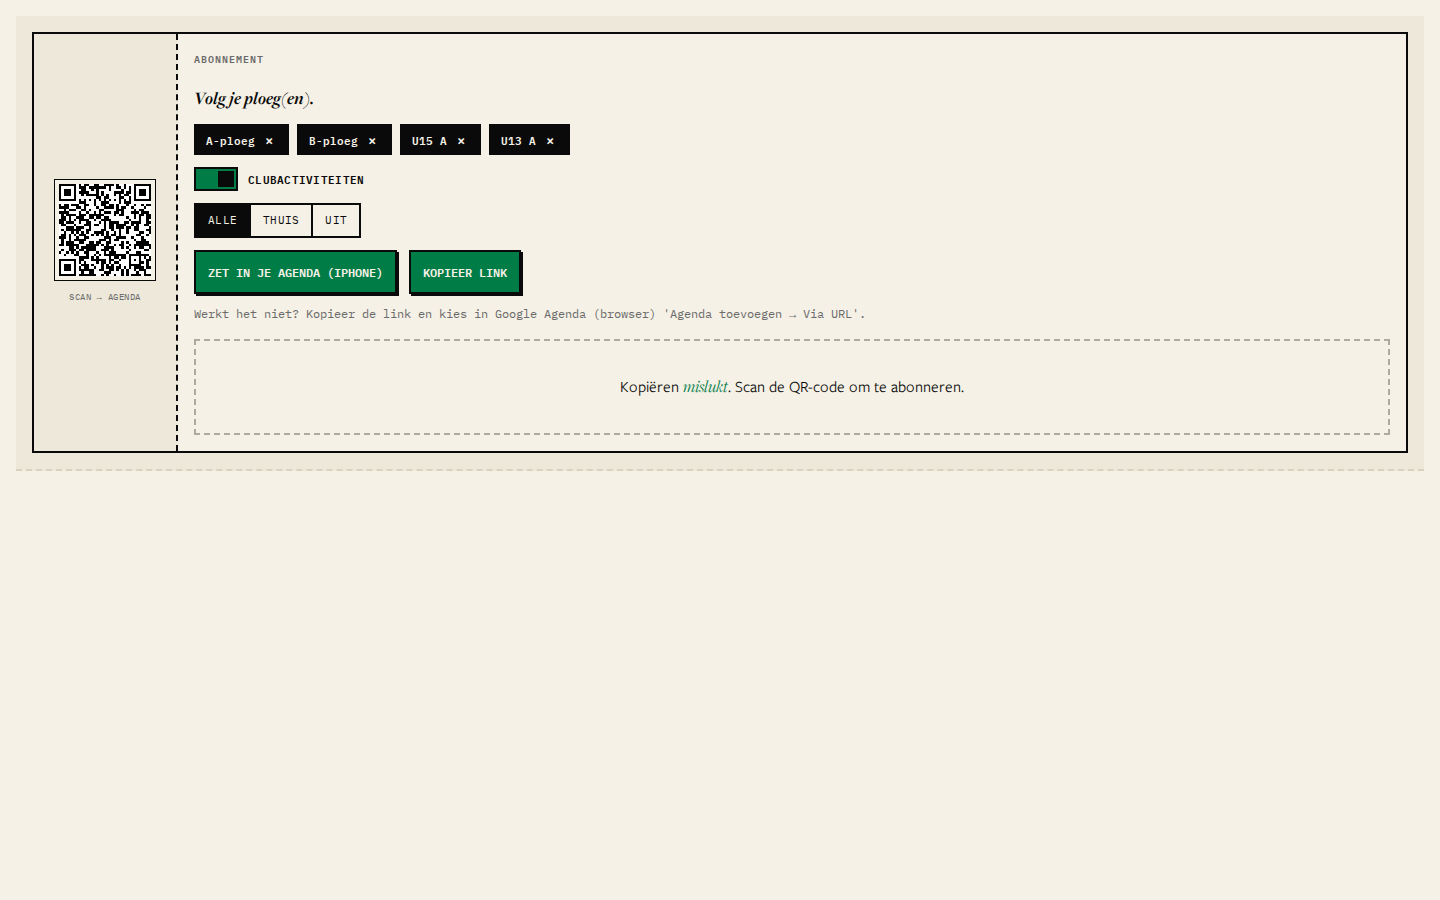 ABONNEMENT
Volg je ploeg(en).
A-ploeg × B-ploeg × U15 A × U13 A ×
CLUBACTIVITEITEN
ALLE THUIS UIT
ZET IN JE AGENDA (IPHONE) KOPIEER LINK
SCAN → AGENDA
Werkt het niet? Kopieer de link en kies in Google Agenda (browser) 'Agenda toevoegen → Via URL'.
Kopiëren mislukt. Scan de QR-code om te abonneren.